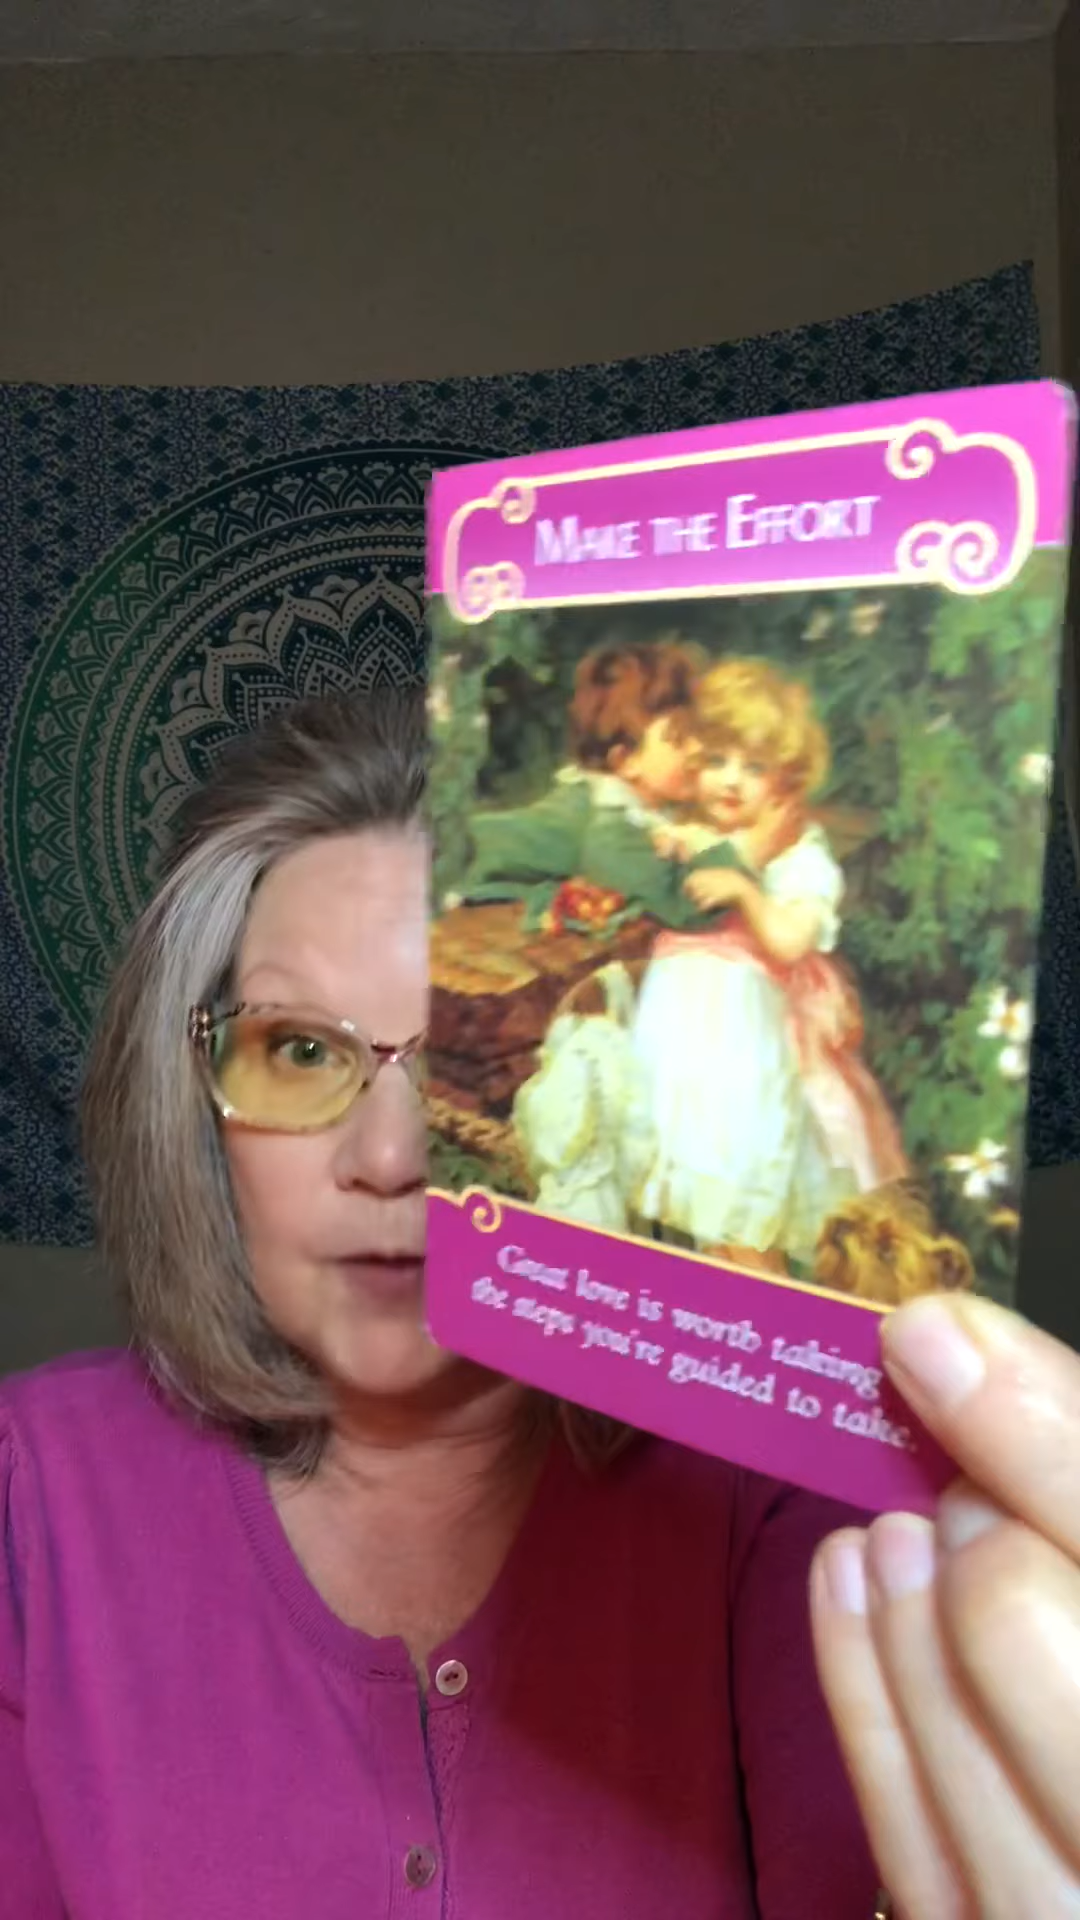 Make the Effort
Great love is worth taking
the steps you're guided to take.